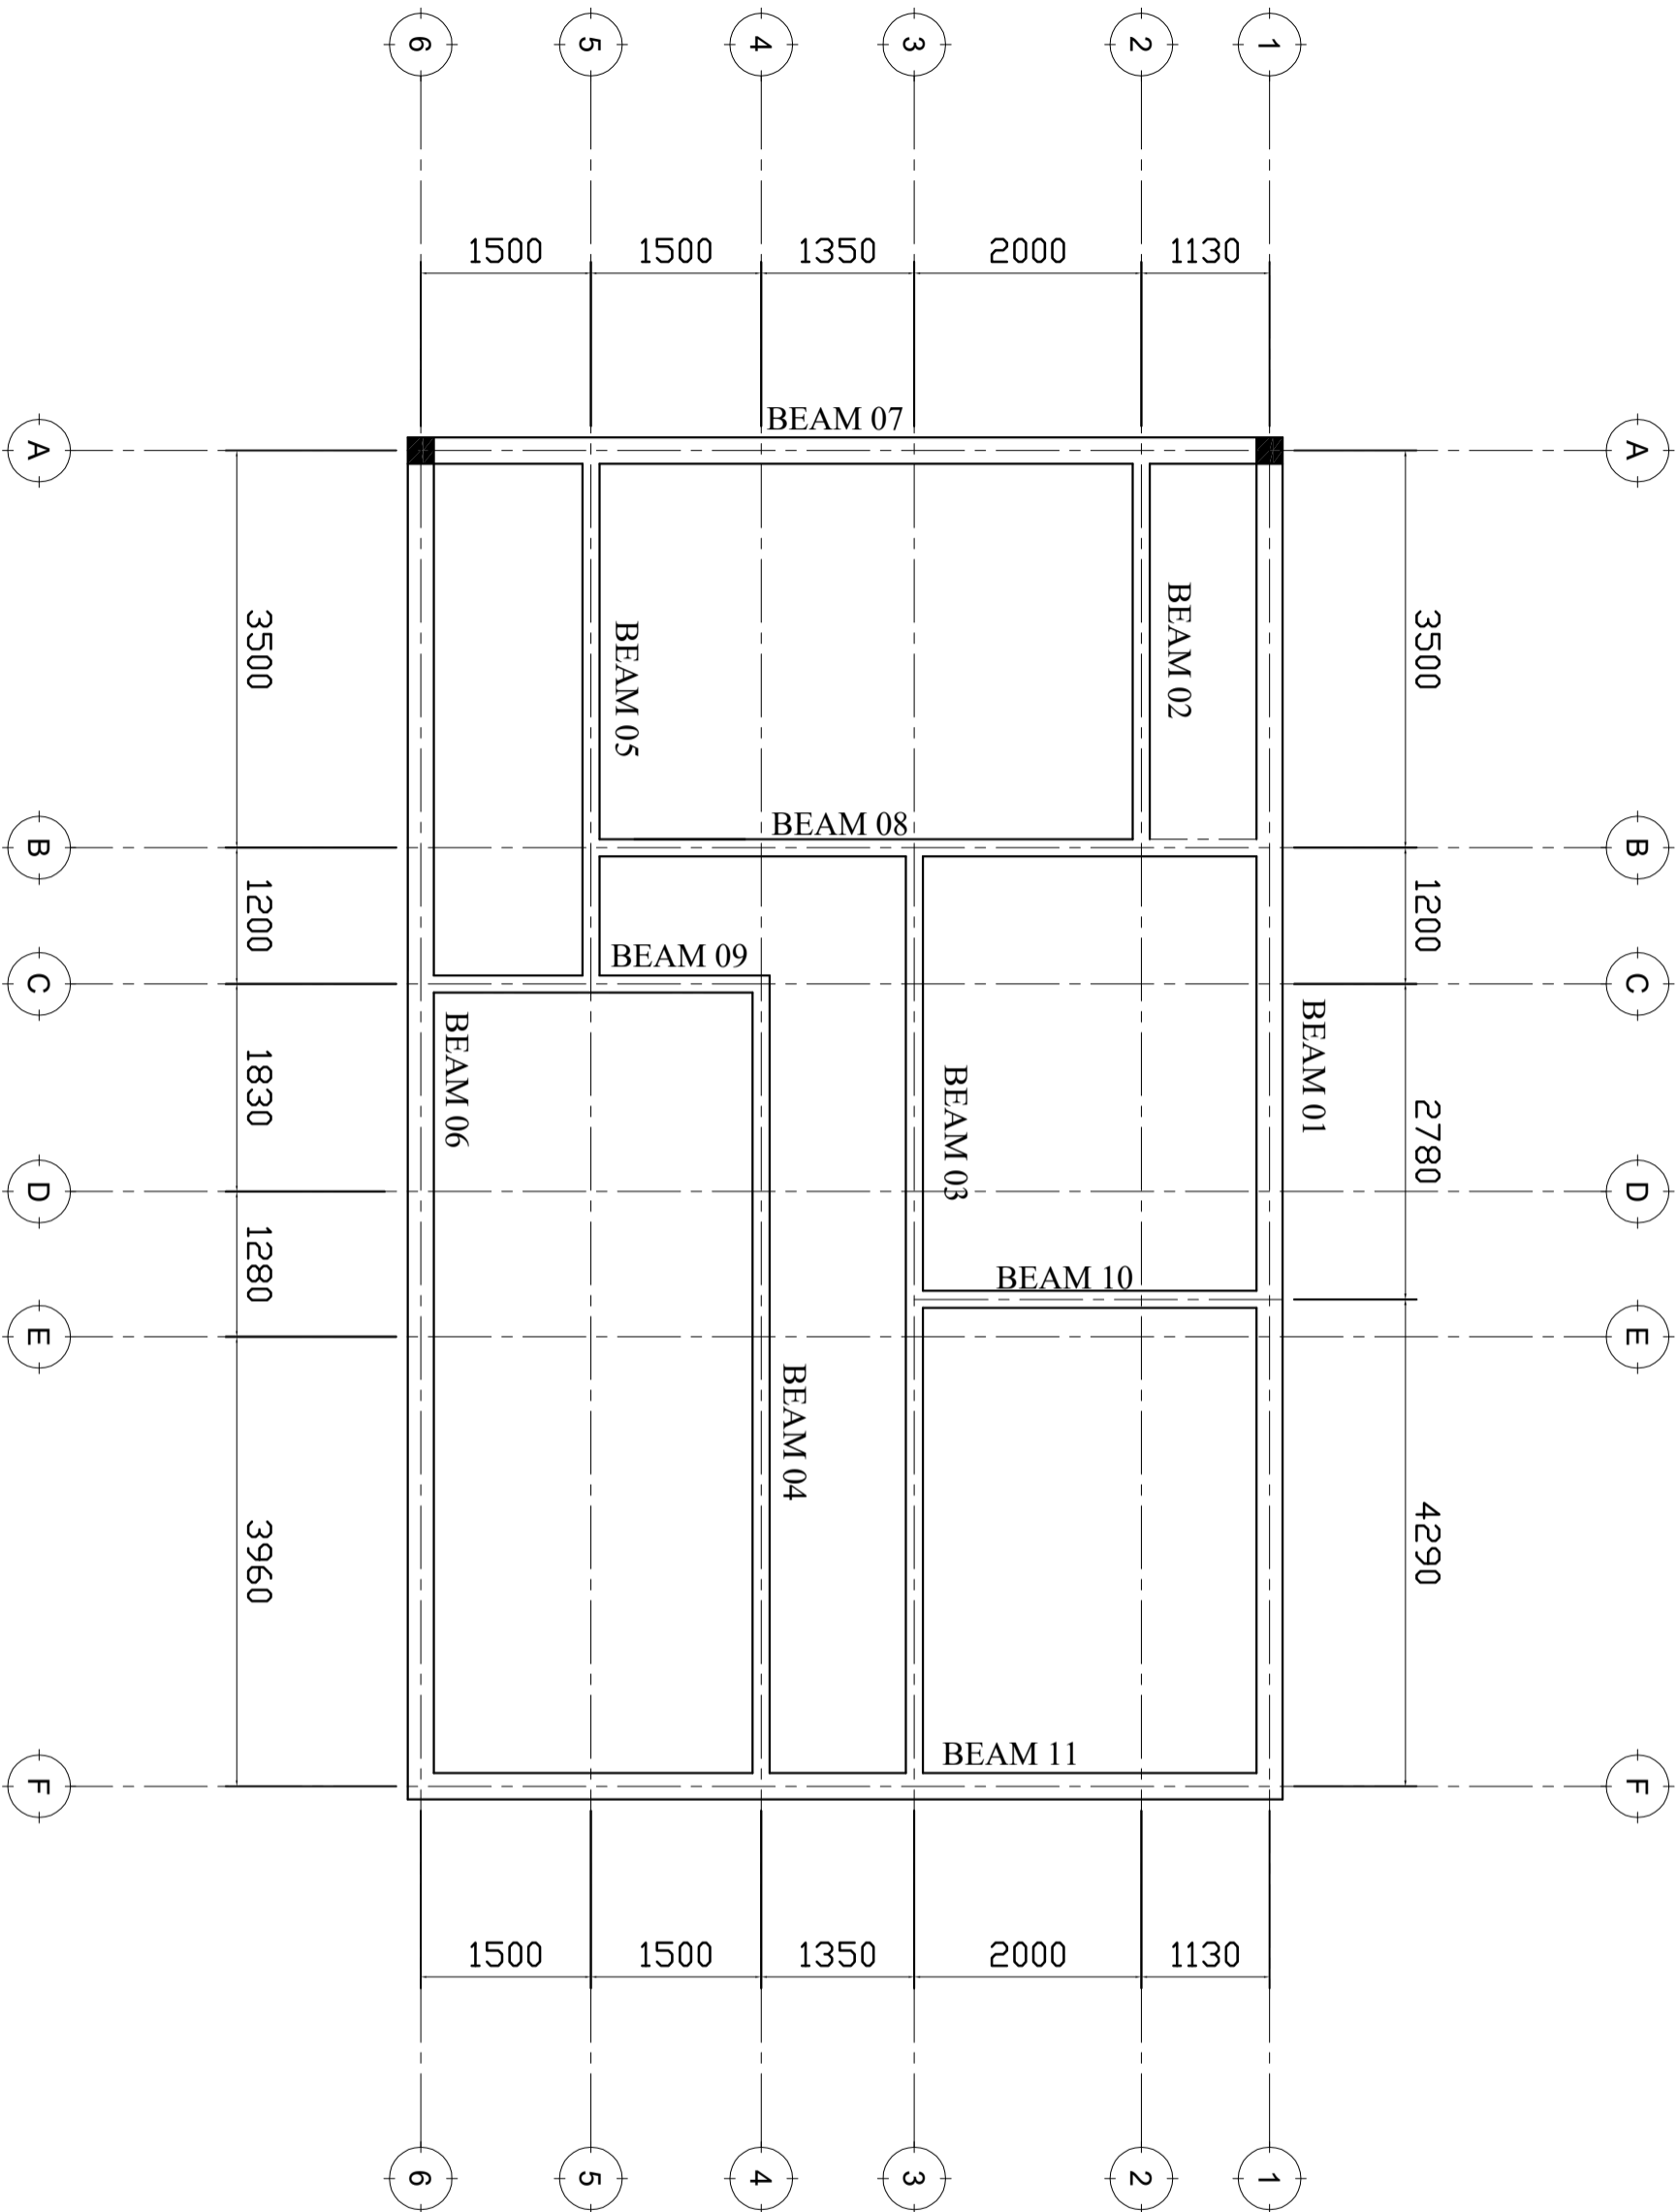 6 5 4 3 2 1
1500 1500 1350 2000 1130
BEAM 07
A A
3500 3500
BEAM 02
BEAM 05
BEAM 08
B B
1200 1200
BEAM 09
C C
BEAM 01
BEAM 06
BEAM 03
1830 2780
D D
1280
BEAM 10
E E
BEAM 04
3960 4290
BEAM 11
F F
1500 1500 1350 2000 1130
6 5 4 3 2 1